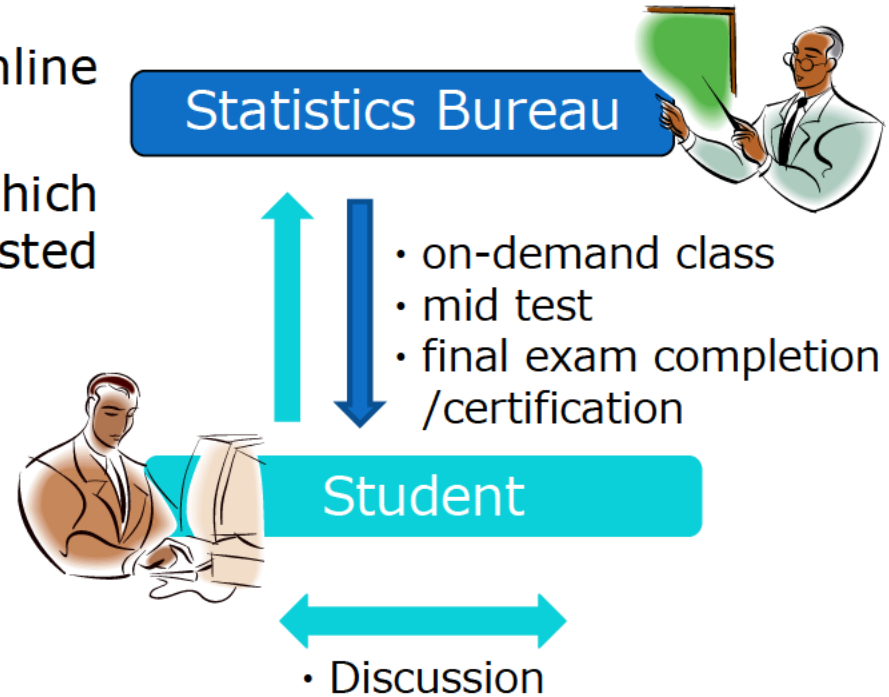 nline
hich
sted
Statistics Bureau
・on-demand class
・mid test
・final exam completion
/certification
Student
・Discussion